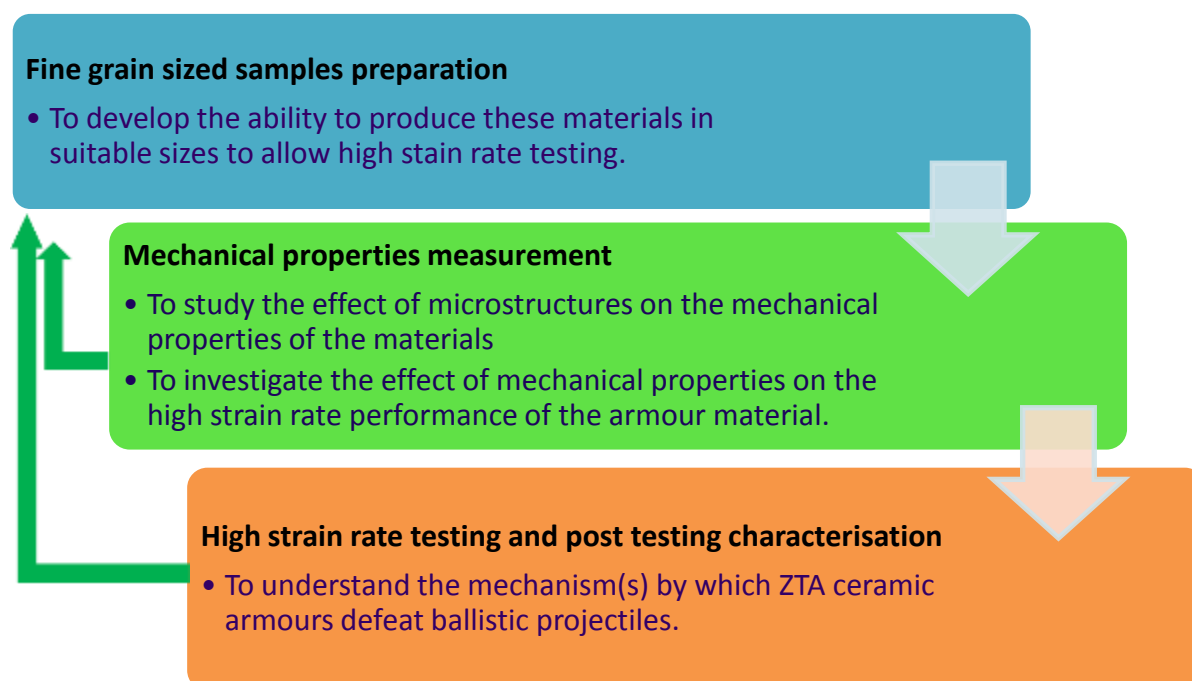 Fine grain sized samples preparation
• To develop the ability to produce these materials in
suitable sizes to allow high stain rate testing.
Mechanical properties measurement
• To study the effect of microstructures on the mechanical
properties of the materials
• To investigate the effect of mechanical properties on the
high strain rate performance of the armour material.
High strain rate testing and post testing characterisation
• To understand the mechanism(s) by which ZTA ceramic
armours defeat ballistic projectiles.